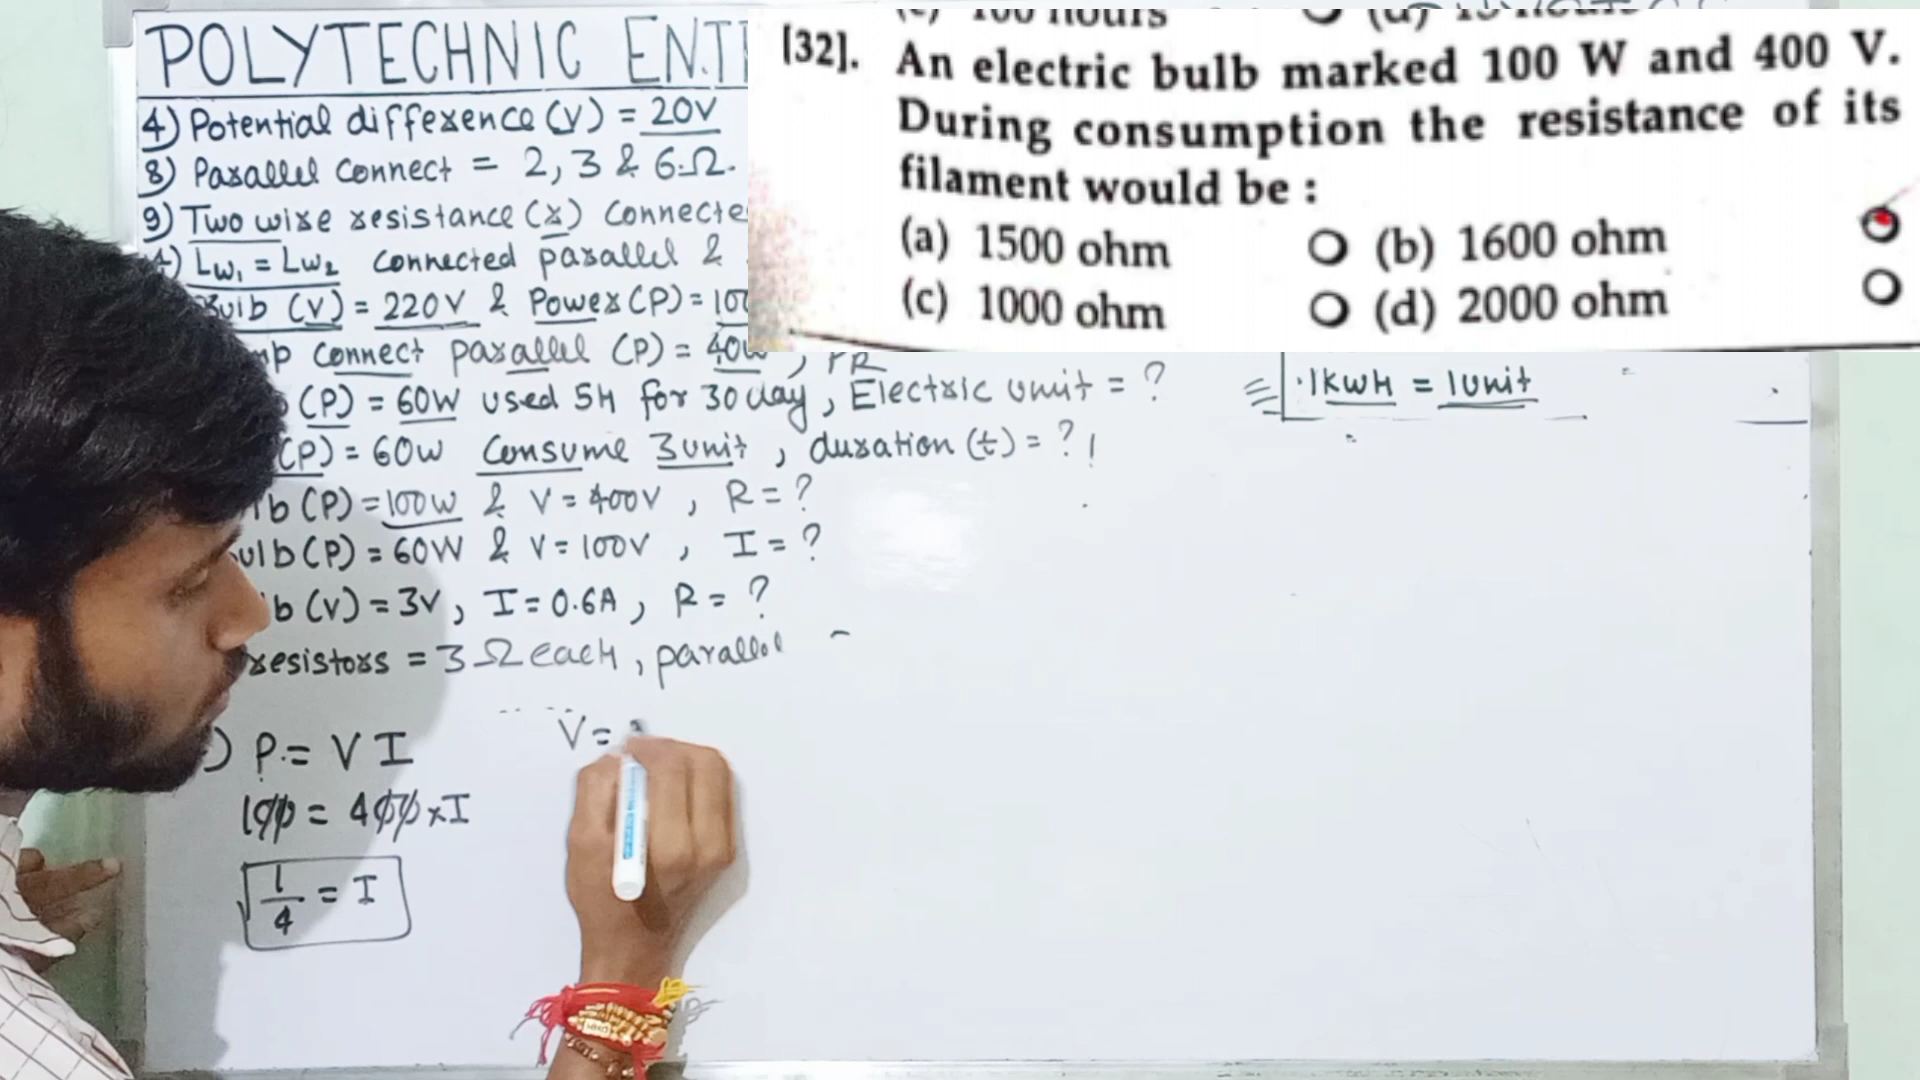 POLYTECHNIC
4) Potential difference (V) = 20V
8) Parallel connect = 2, 3 & 6Ω.
9) Two wire resistance (x)
Lw₁ = Lw₂ connected parallel &
(V) = 220V & Power (P) =
connect parallel (P) = 40W
(P) = 60W used 5H for 30 day, Electric unit = ?
(P) = 60W Consume 3unit, duration (t) = ?
(P) = 100W & V = 400V, R = ?
(P) = 60W & V = 100V, I = ?
(V) = 3V, I = 0.6A, R = ?
resistors = 3Ω each, parallel
·1KWH = 1Unit
) P = V I
100 = 400 × I
1/4 = I
V =
[32]. An electric bulb marked 100 W and 400 V.
During consumption the resistance of its
filament would be :
(a) 1500 ohm (b) 1600 ohm
(c) 1000 ohm (d) 2000 ohm